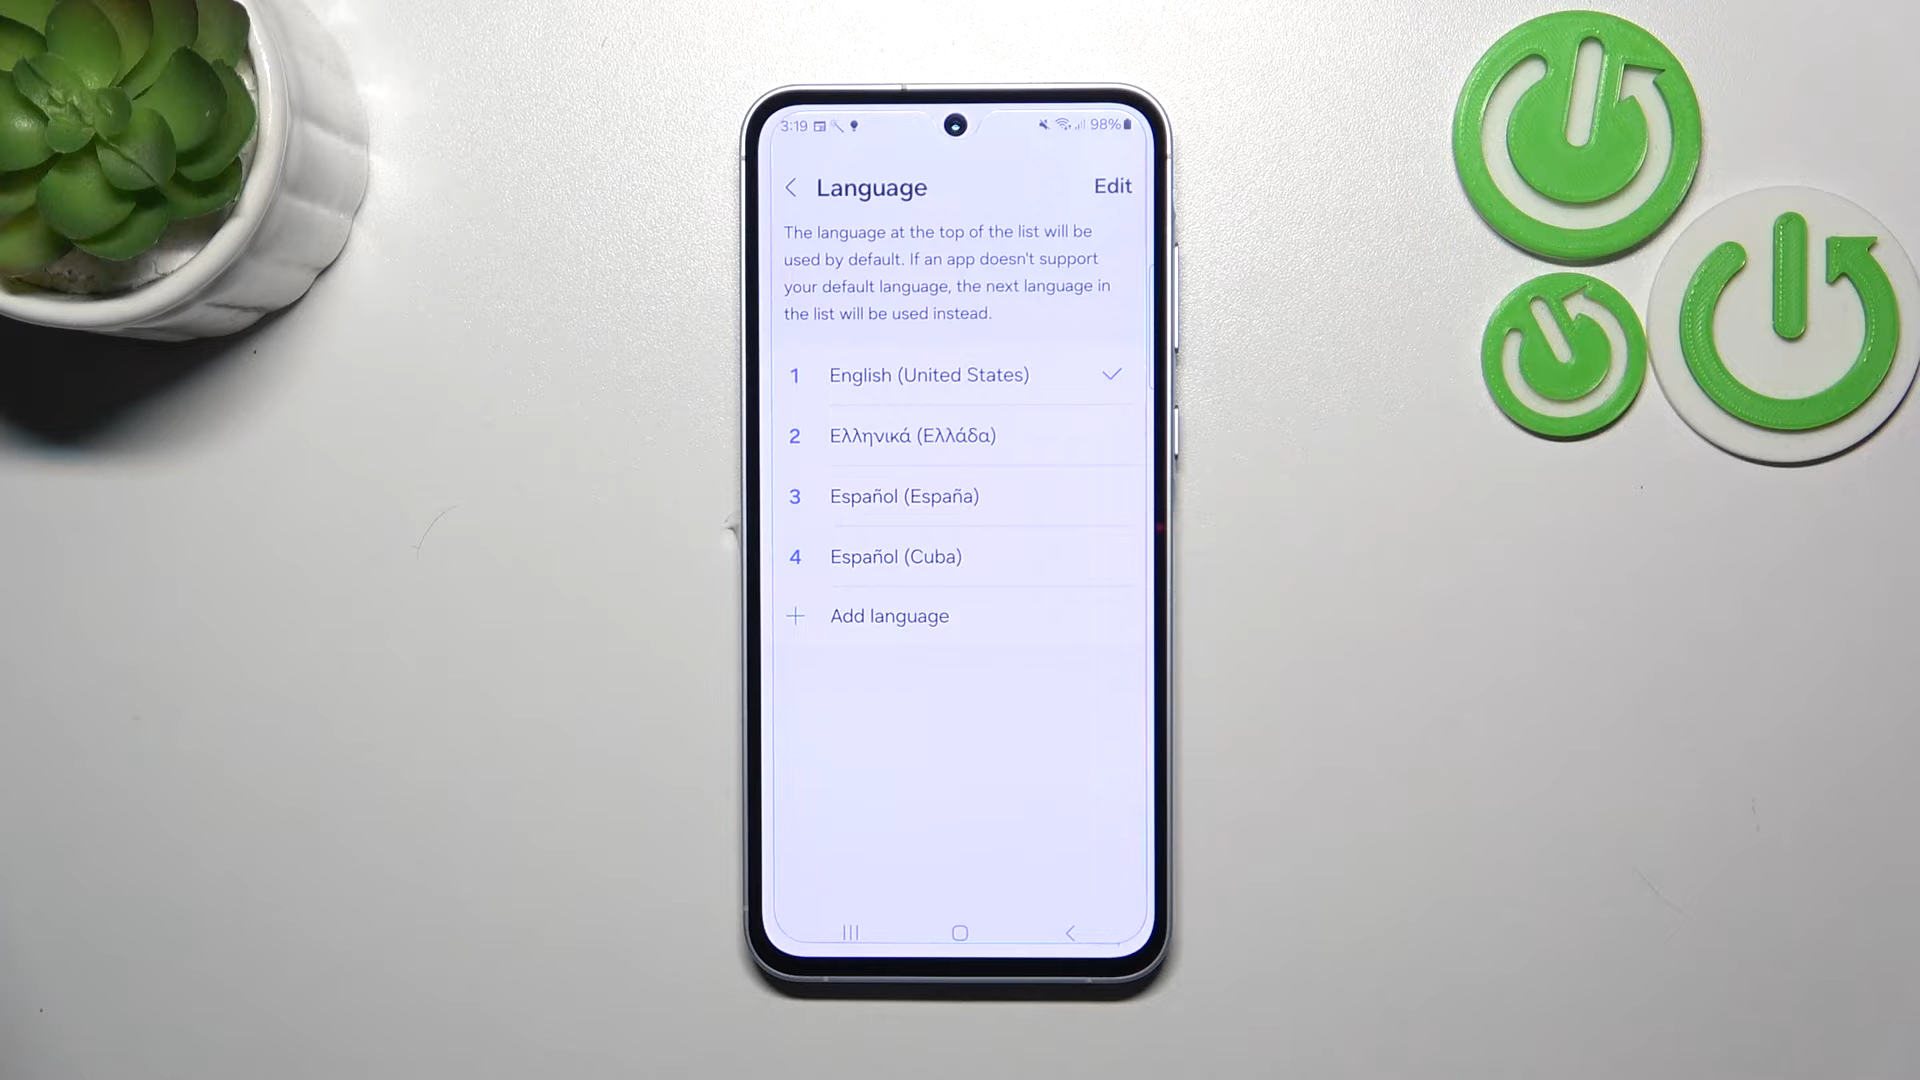 3:19 98%
Language Edit
The language at the top of the list will be
used by default. If an app doesn't support
your default language, the next language in
the list will be used instead.
1 English (United States)
2 Ελληνικά (Ελλάδα)
3 Español (España)
4 Español (Cuba)
+ Add language